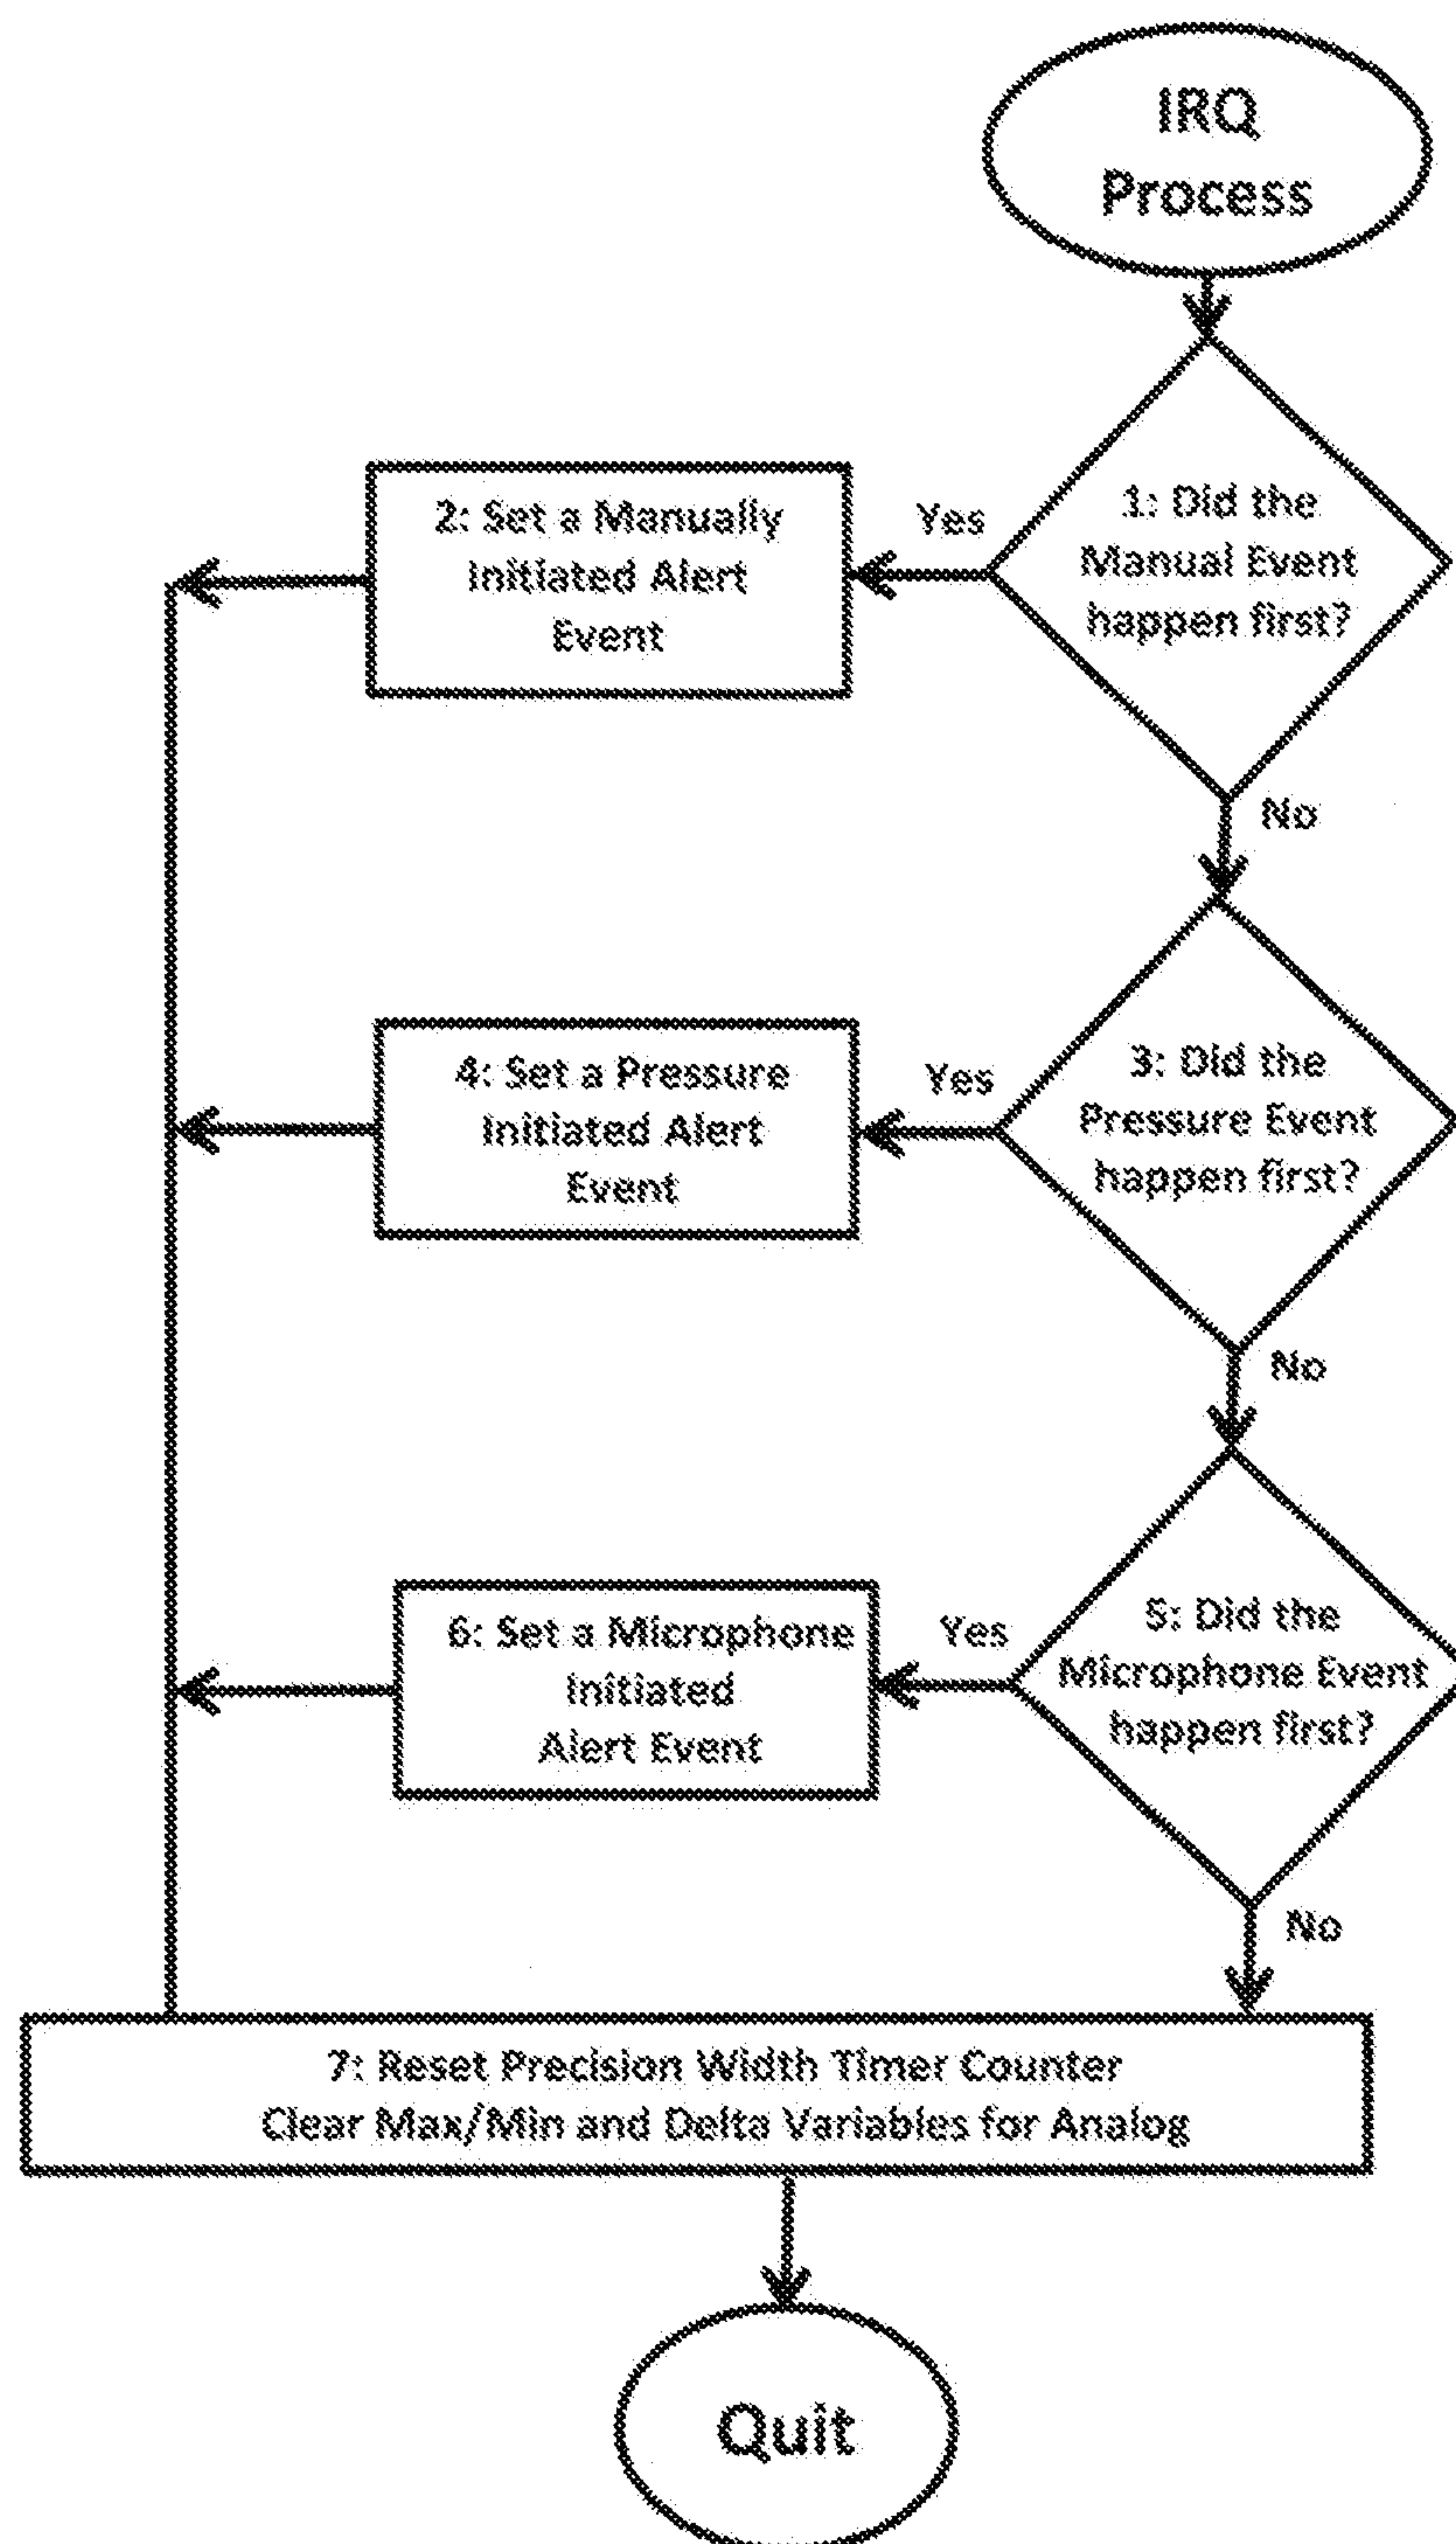 IRQ
Process
1: Did the
Manual Event
happen first?
Yes
2: Set a Manually
Initiated Alert
Event
No
3: Did the
Pressure Event
happen first?
Yes
4: Set a Pressure
Initiated Alert
Event
No
5: Did the
Microphone Event
happen first?
Yes
6: Set a Microphone
Initiated
Alert Event
No
7: Reset Precision Width Timer Counter
Clear Max/Min and Delta Variables for Analog
Quit